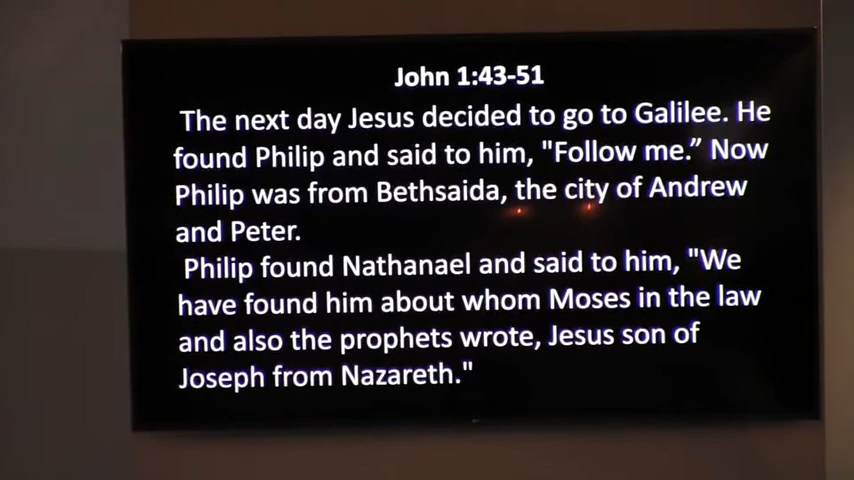 John 1:43-51
The next day Jesus decided to go to Galilee. He
found Philip and said to him, "Follow me.” Now
Philip was from Bethsaida, the city of Andrew
and Peter.
Philip found Nathanael and said to him, "We
have found him about whom Moses in the law
and also the prophets wrote, Jesus son of
Joseph from Nazareth."